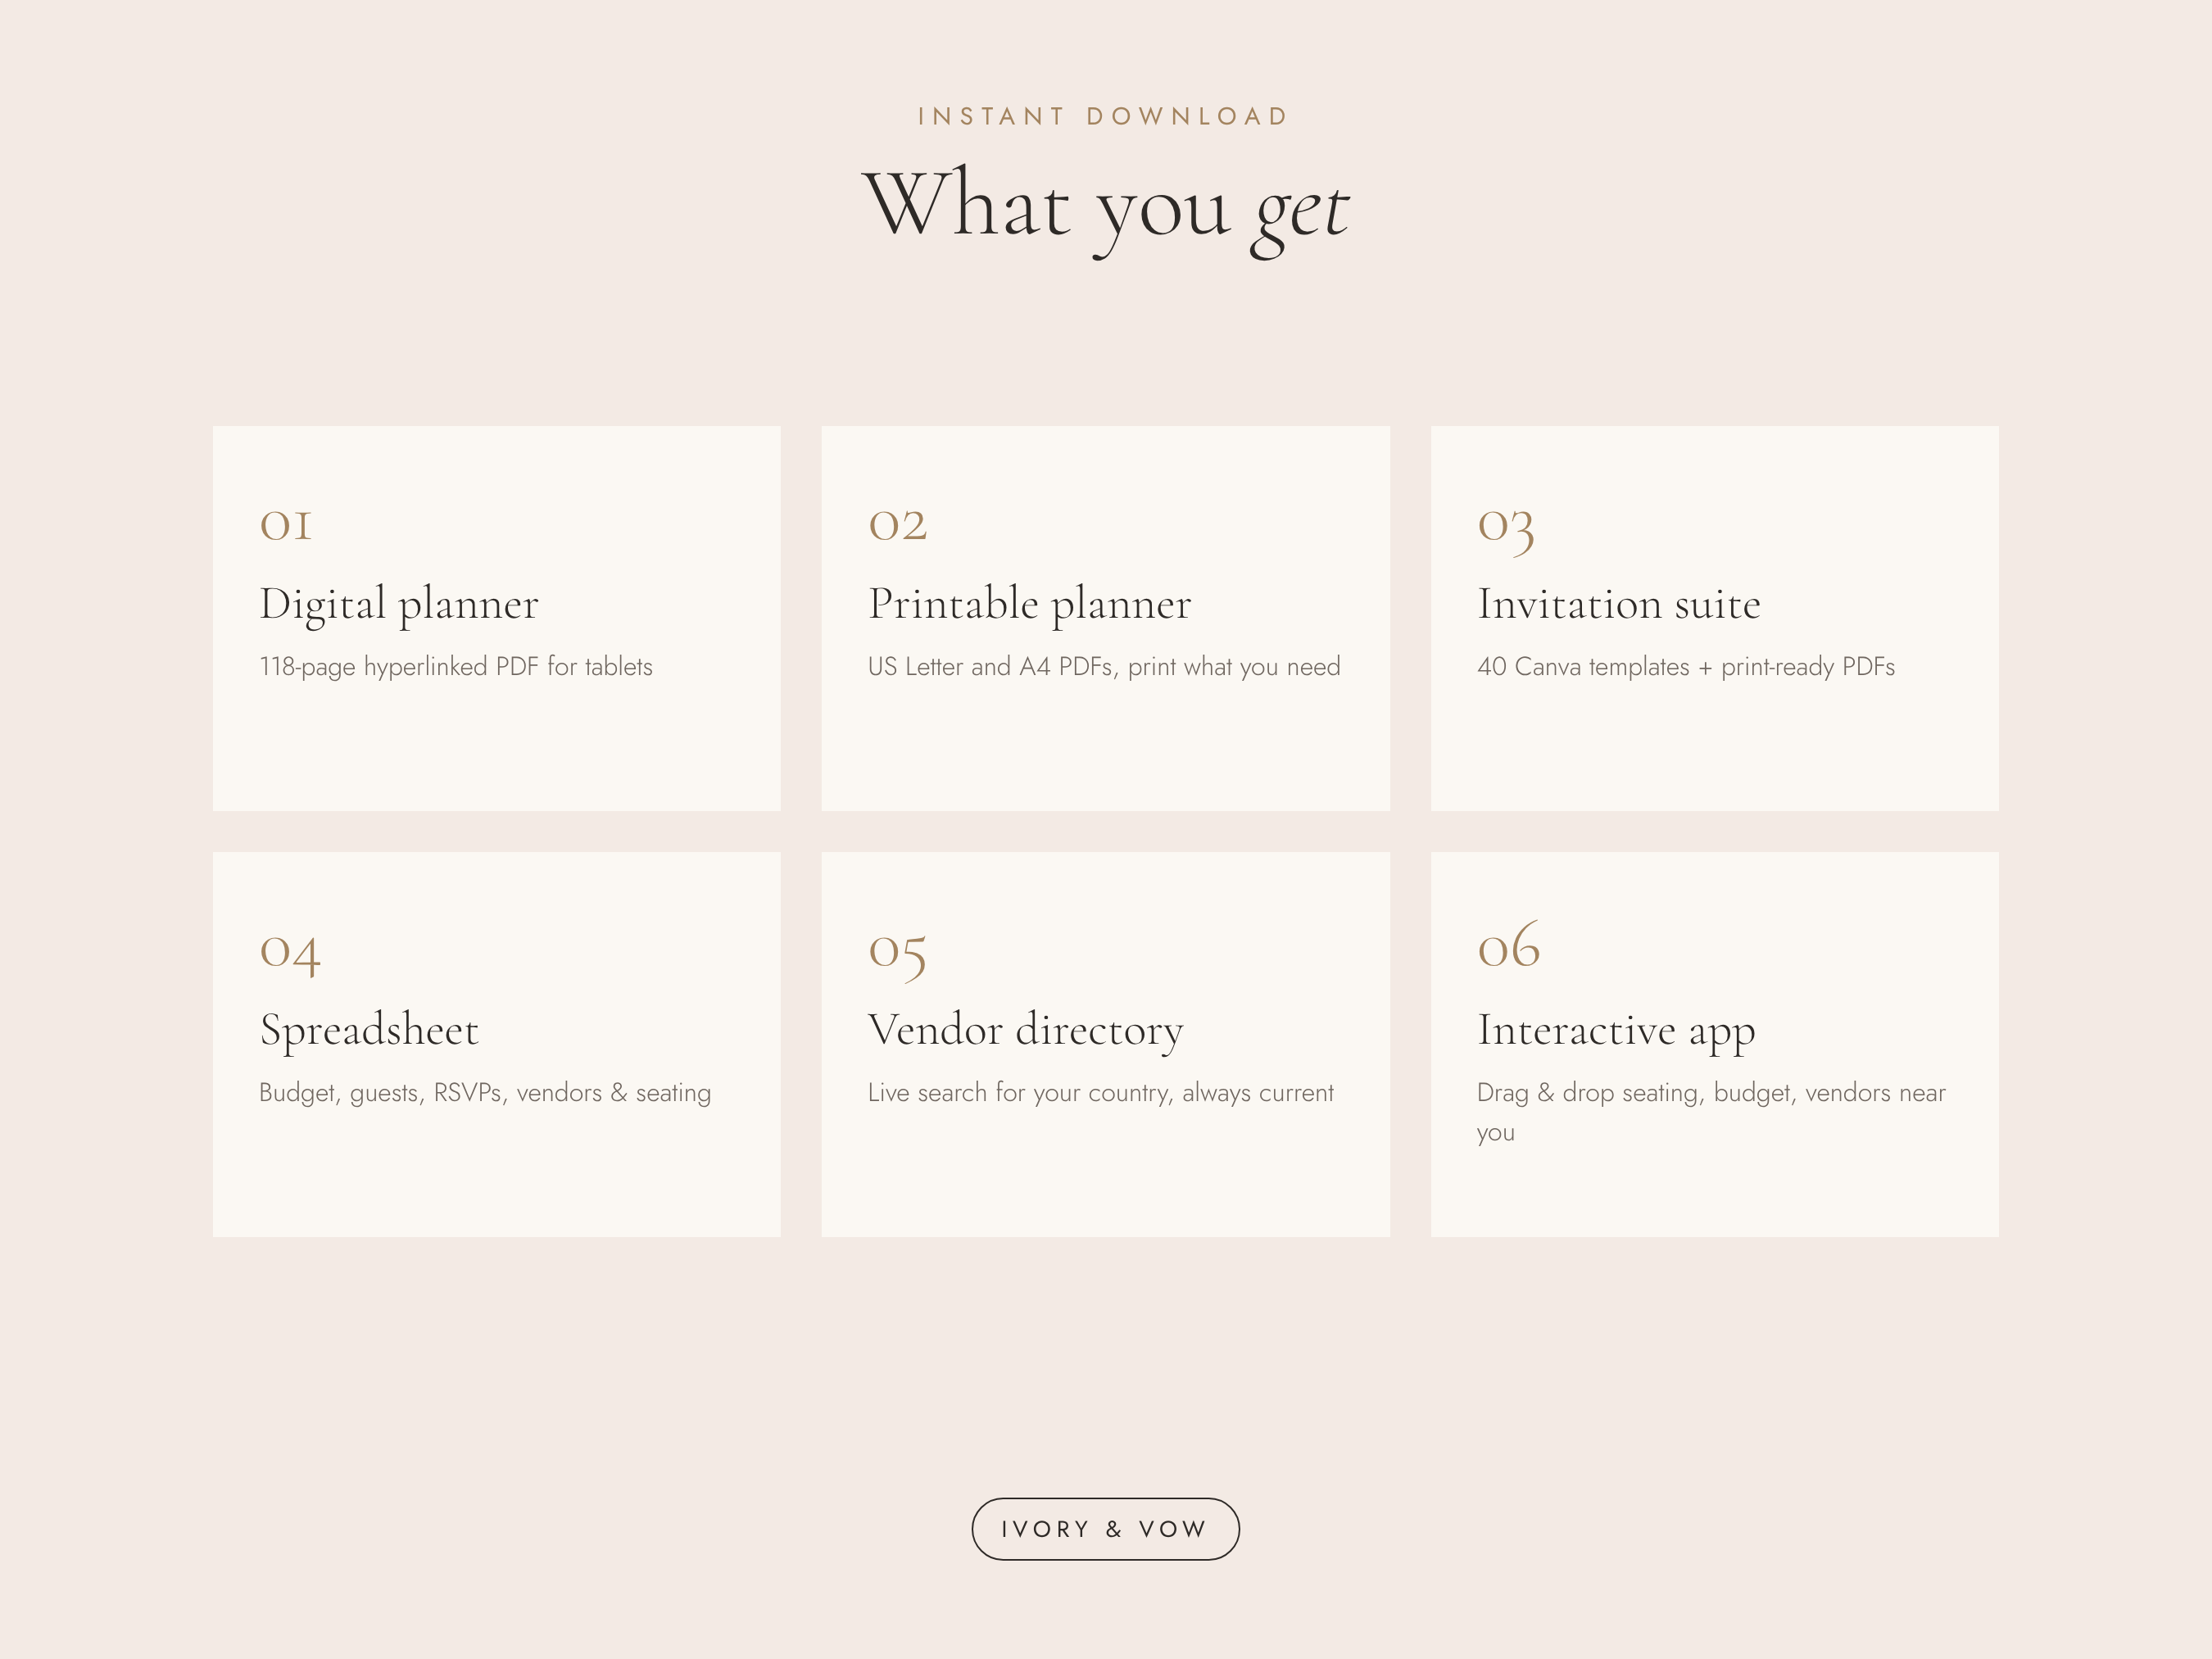 INSTANT DOWNLOAD
What you get
01
Digital planner
118-page hyperlinked PDF for tablets
02
Printable planner
US Letter and A4 PDFs, print what you need
03
Invitation suite
40 Canva templates + print-ready PDFs
04
Spreadsheet
Budget, guests, RSVPs, vendors & seating
05
Vendor directory
Live search for your country, always current
06
Interactive app
Drag & drop seating, budget, vendors near
you
IVORY & VOW